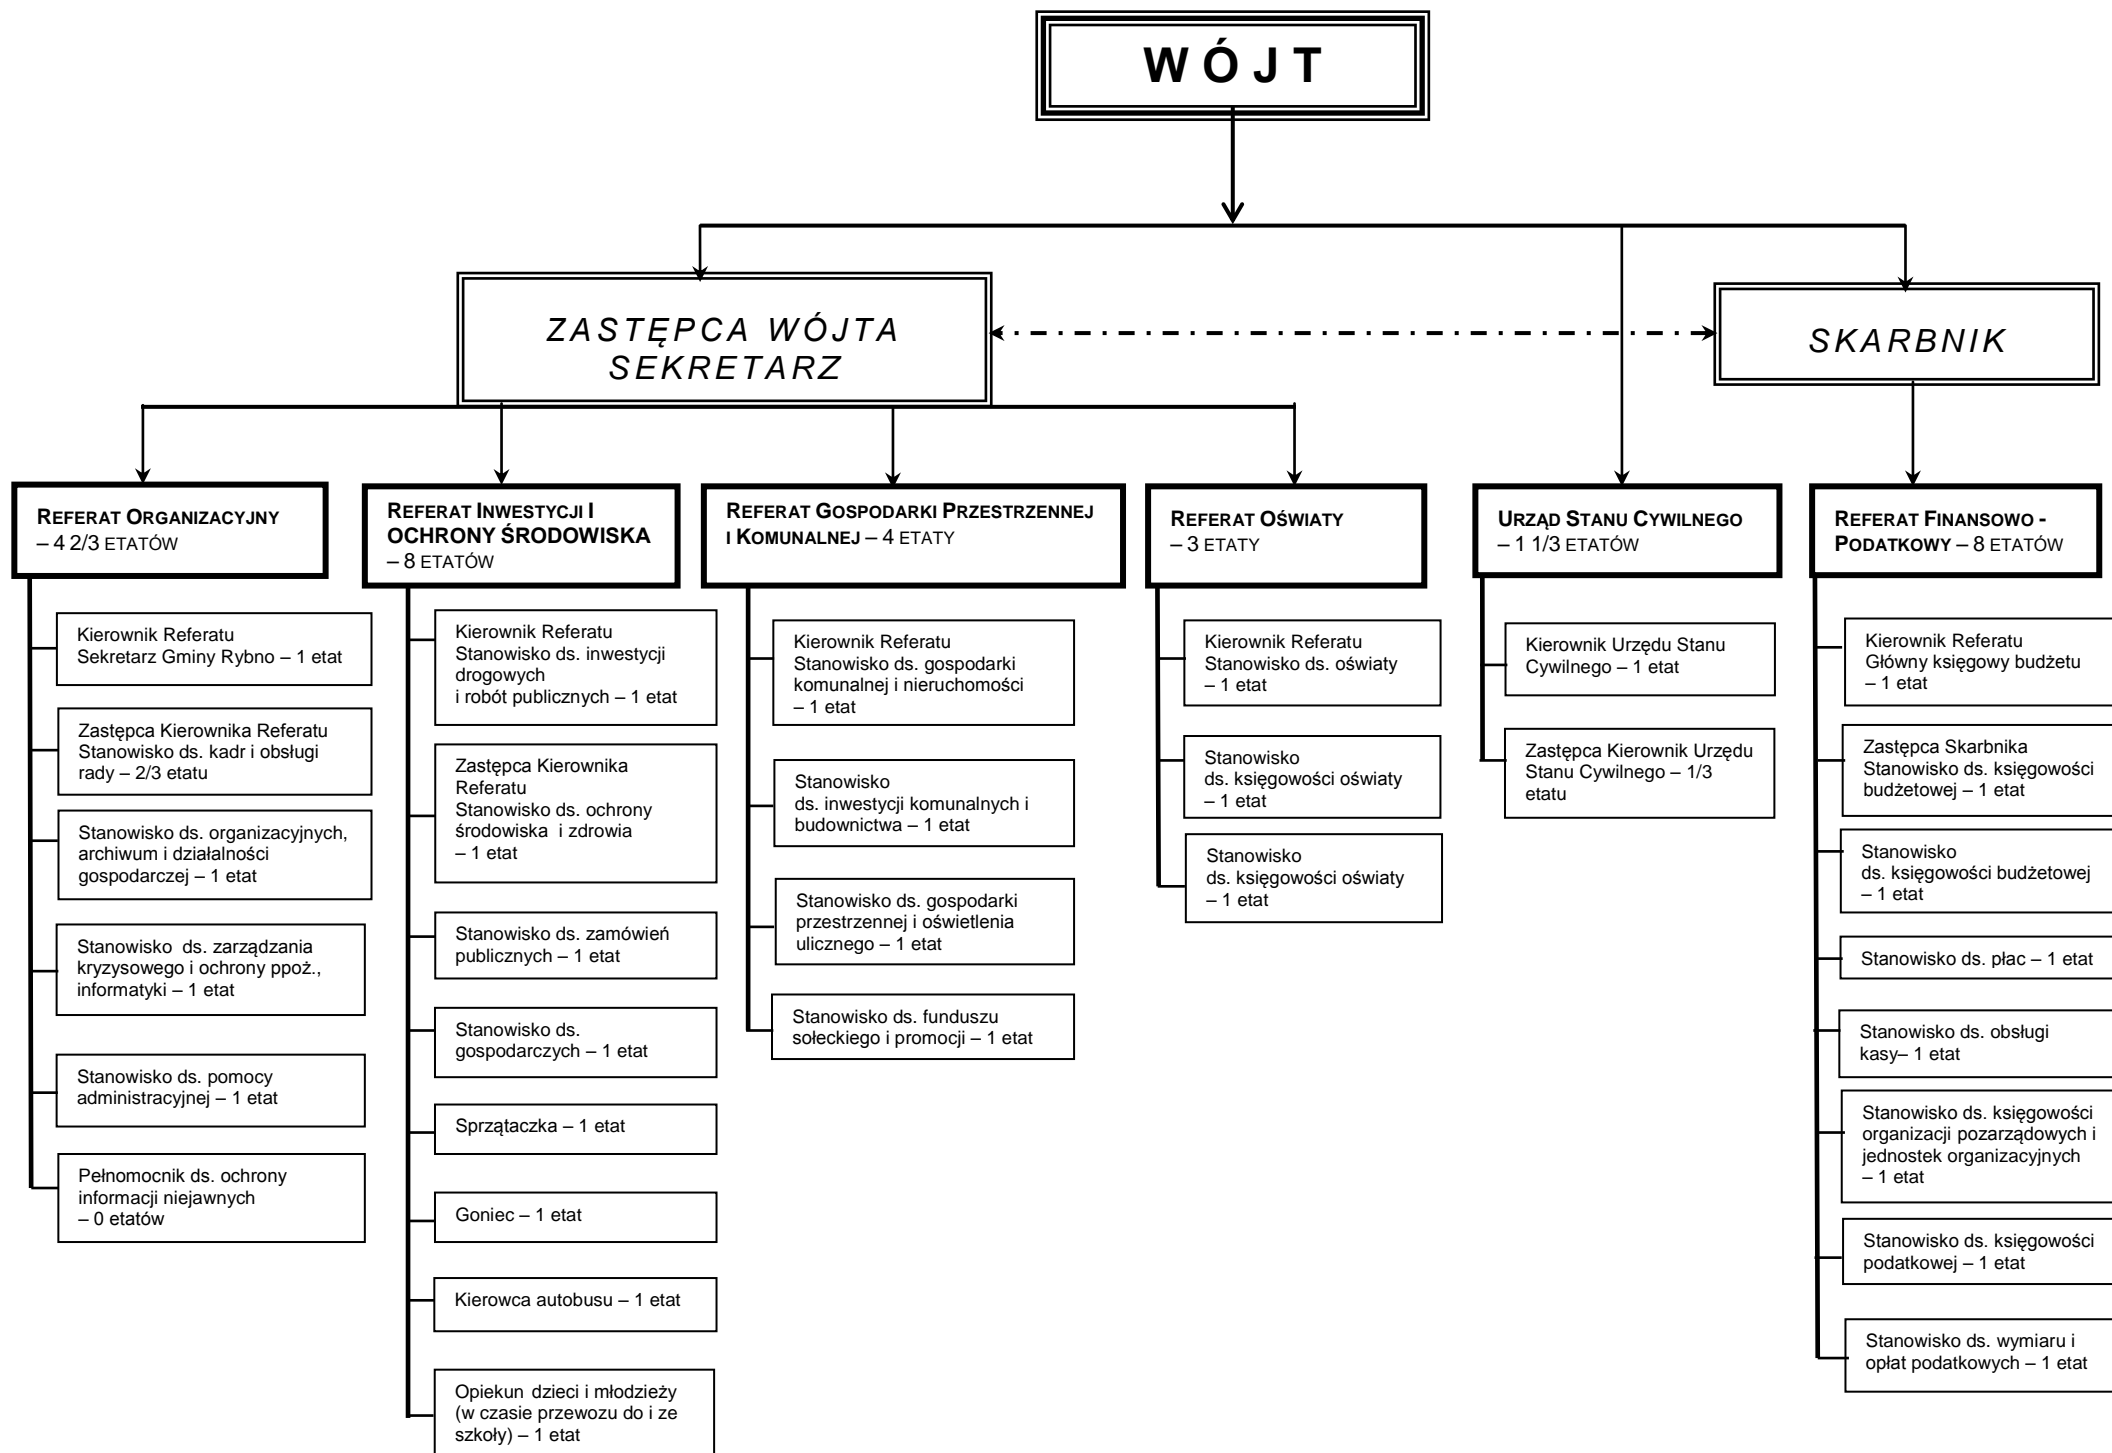 W Ó J T
ZASTĘPCA WÓJTA
SEKRETARZ
SKARBNIK
REFERAT ORGANIZACYJNY
– 4 2/3 ETATÓW
Kierownik Referatu
Sekretarz Gminy Rybno – 1 etat
Zastępca Kierownika Referatu
Stanowisko ds. kadr i obsługi
rady – 2/3 etatu
Stanowisko ds. organizacyjnych,
archiwum i działalności
gospodarczej – 1 etat
Stanowisko ds. zarządzania
kryzysowego i ochrony ppoż.,
informatyki – 1 etat
Stanowisko ds. pomocy
administracyjnej – 1 etat
Pełnomocnik ds. ochrony
informacji niejawnych
– 0 etatów
REFERAT INWESTYCJI I
OCHRONY ŚRODOWISKA
– 8 ETATÓW
Kierownik Referatu
Stanowisko ds. inwestycji
drogowych
i robót publicznych – 1 etat
Zastępca Kierownika
Referatu
Stanowisko ds. ochrony
środowiska i zdrowia
– 1 etat
Stanowisko ds. zamówień
publicznych – 1 etat
Stanowisko ds.
gospodarczych – 1 etat
Sprzątaczka – 1 etat
Goniec – 1 etat
Kierowca autobusu – 1 etat
Opiekun dzieci i młodzieży
(w czasie przewozu do i ze
szkoły) – 1 etat
REFERAT GOSPODARKI PRZESTRZENNEJ
I KOMUNALNEJ – 4 ETATY
Kierownik Referatu
Stanowisko ds. gospodarki
komunalnej i nieruchomości
– 1 etat
Stanowisko
ds. inwestycji komunalnych i
budownictwa – 1 etat
Stanowisko ds. gospodarki
przestrzennej i oświetlenia
ulicznego – 1 etat
Stanowisko ds. funduszu
sołeckiego i promocji – 1 etat
REFERAT OŚWIATY
– 3 ETATY
Kierownik Referatu
Stanowisko ds. oświaty
– 1 etat
Stanowisko
ds. księgowości oświaty
– 1 etat
Stanowisko
ds. księgowości oświaty
– 1 etat
URZĄD STANU CYWILNEGO
– 1 1/3 ETATÓW
Kierownik Urzędu Stanu
Cywilnego – 1 etat
Zastępca Kierownik Urzędu
Stanu Cywilnego – 1/3
etatu
REFERAT FINANSOWO -
PODATKOWY – 8 ETATÓW
Kierownik Referatu
Główny księgowy budżetu
– 1 etat
Zastępca Skarbnika
Stanowisko ds. księgowości
budżetowej – 1 etat
Stanowisko
ds. księgowości budżetowej
– 1 etat
Stanowisko ds. płac – 1 etat
Stanowisko ds. obsługi
kasy– 1 etat
Stanowisko ds. księgowości
organizacji pozarządowych i
jednostek organizacyjnych
– 1 etat
Stanowisko ds. księgowości
podatkowej – 1 etat
Stanowisko ds. wymiaru i
opłat podatkowych – 1 etat